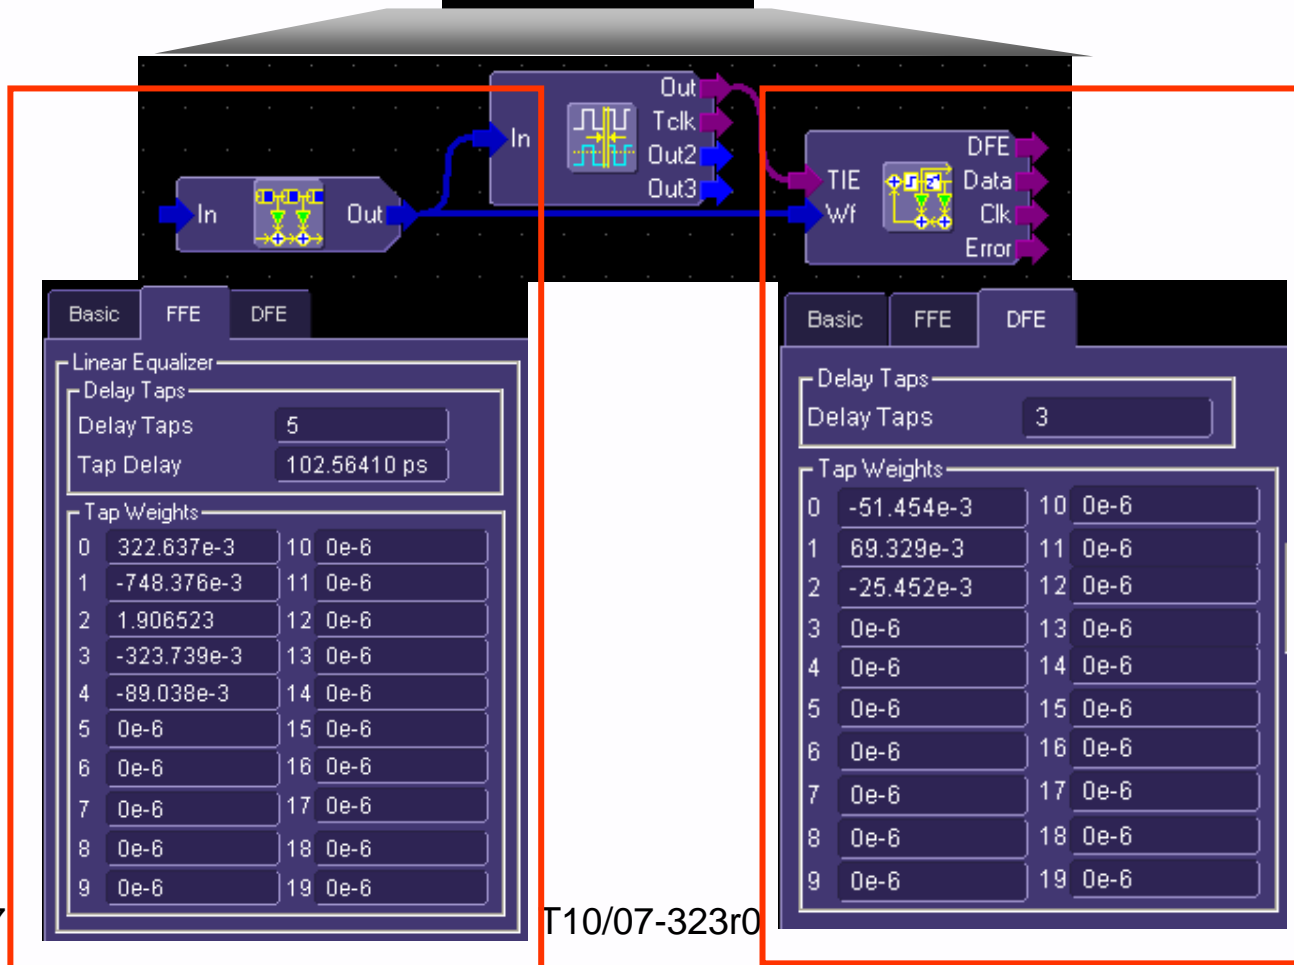 Out
Tclk
In
Out2
Out3
DFE
TIE
Data
Wf
Clk
Error
In
Out
Basic FFE DFE
Linear Equalizer
Delay Taps
Delay Taps 5
Tap Delay 102.56410 ps
Tap Weights
0 322.637e-3 10 0e-6
1 -748.376e-3 11 0e-6
2 1.906523 12 0e-6
3 -323.739e-3 13 0e-6
4 -89.038e-3 14 0e-6
5 0e-6 15 0e-6
6 0e-6 16 0e-6
7 0e-6 17 0e-6
8 0e-6 18 0e-6
9 0e-6 19 0e-6
Basic FFE DFE
Delay Taps
Delay Taps 3
Tap Weights
0 -51.454e-3 10 0e-6
1 69.329e-3 11 0e-6
2 -25.452e-3 12 0e-6
3 0e-6 13 0e-6
4 0e-6 14 0e-6
5 0e-6 15 0e-6
6 0e-6 16 0e-6
7 0e-6 17 0e-6
8 0e-6 18 0e-6
9 0e-6 19 0e-6
T10/07-323r0